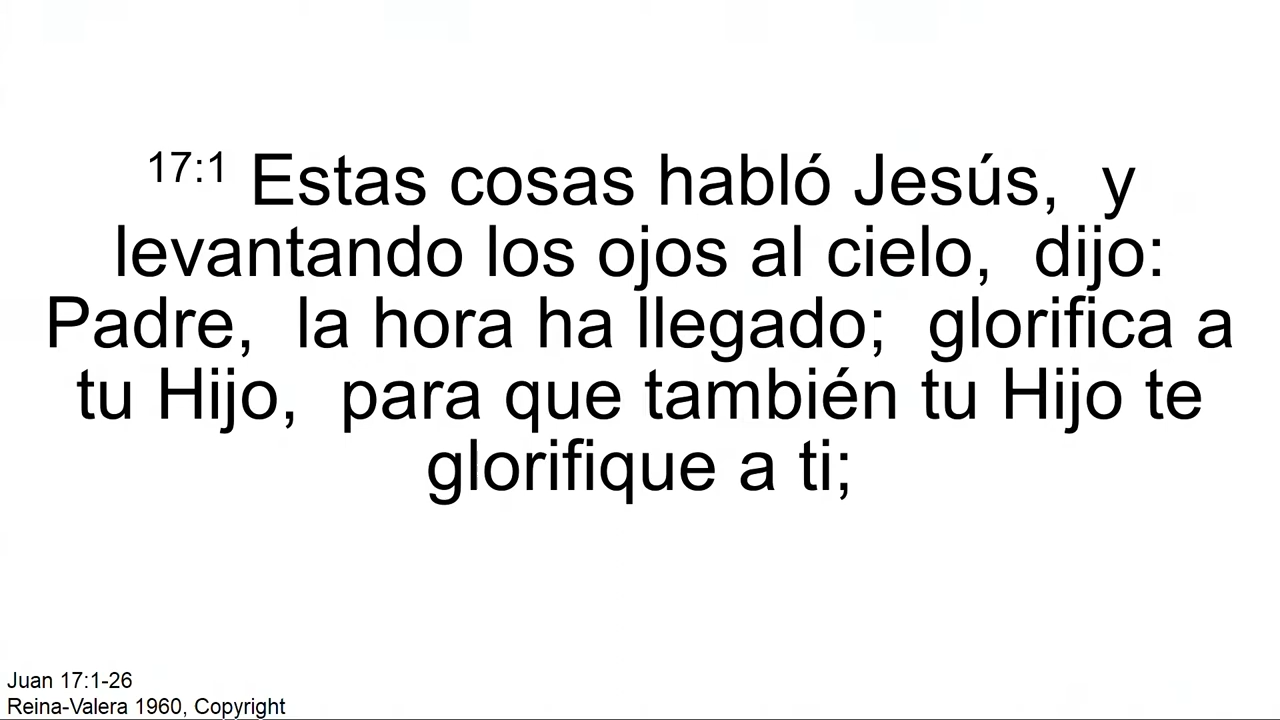 17:1 Estas cosas habló Jesús,  y
levantando los ojos al cielo,  dijo:
Padre,  la hora ha llegado;  glorifica a
tu Hijo,  para que también tu Hijo te
glorifique a ti;
Juan 17:1-26
Reina-Valera 1960, Copyright